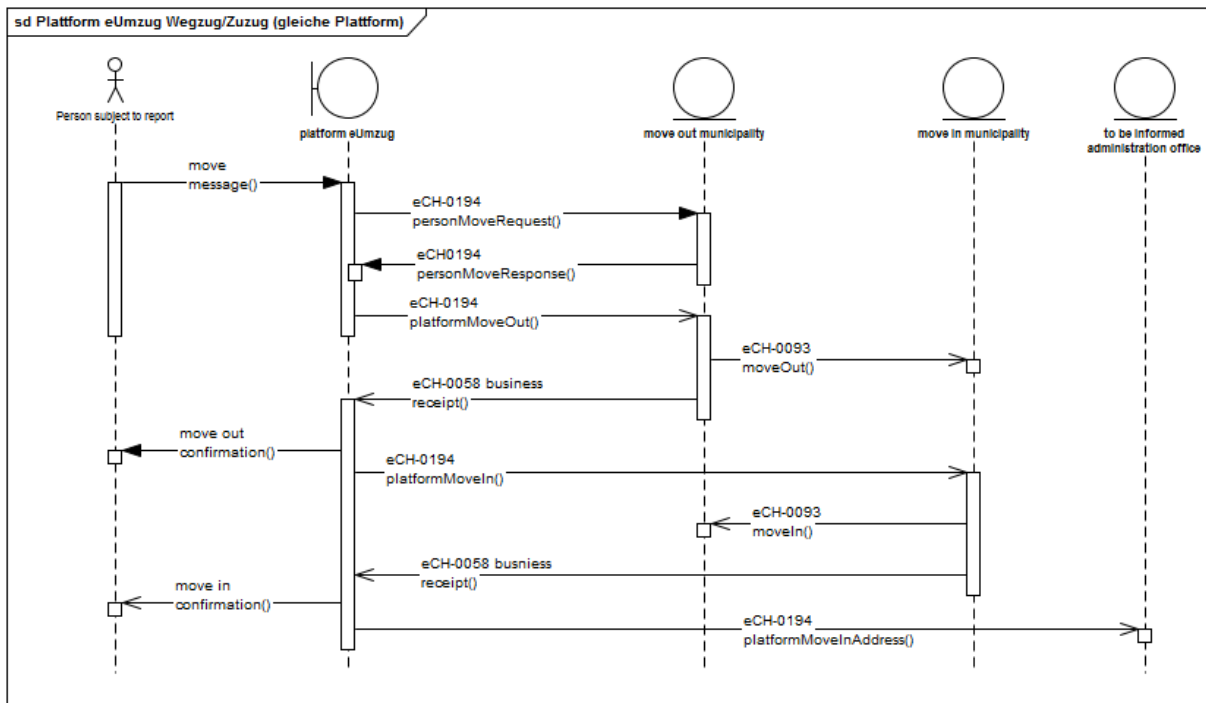 sd Plattform eUmzug Wegzug/Zuzug (gleiche Plattform)
Person subject to report
platform eUmzug
move out municipality
move in municipality
to be informed
administration office
move
message()
eCH-0194
personMoveRequest()
eCH0194
personMoveResponse()
eCH-0194
platformMoveOut()
eCH-0093
moveOut()
eCH-0058 business
receipt()
move out
confirmation()
eCH-0194
platformMoveIn()
eCH-0093
moveIn()
eCH-0058 busniess
receipt()
move in
confirmation()
eCH-0194
platformMoveInAddress()